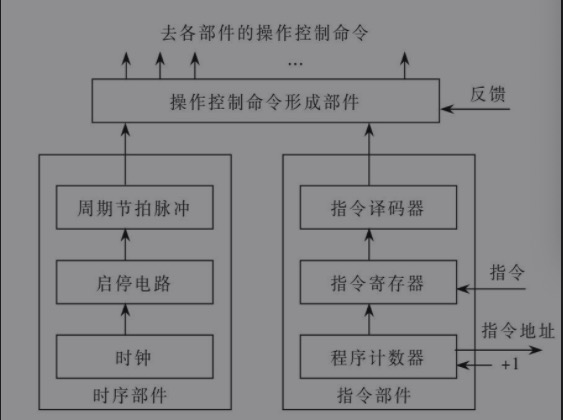 去各部件的操作控制命令
...
操作控制命令形成部件
反馈
周期节拍脉冲
指令译码器
启停电路
指令寄存器
指令
时钟
程序计数器
指令地址
+1
时序部件
指令部件